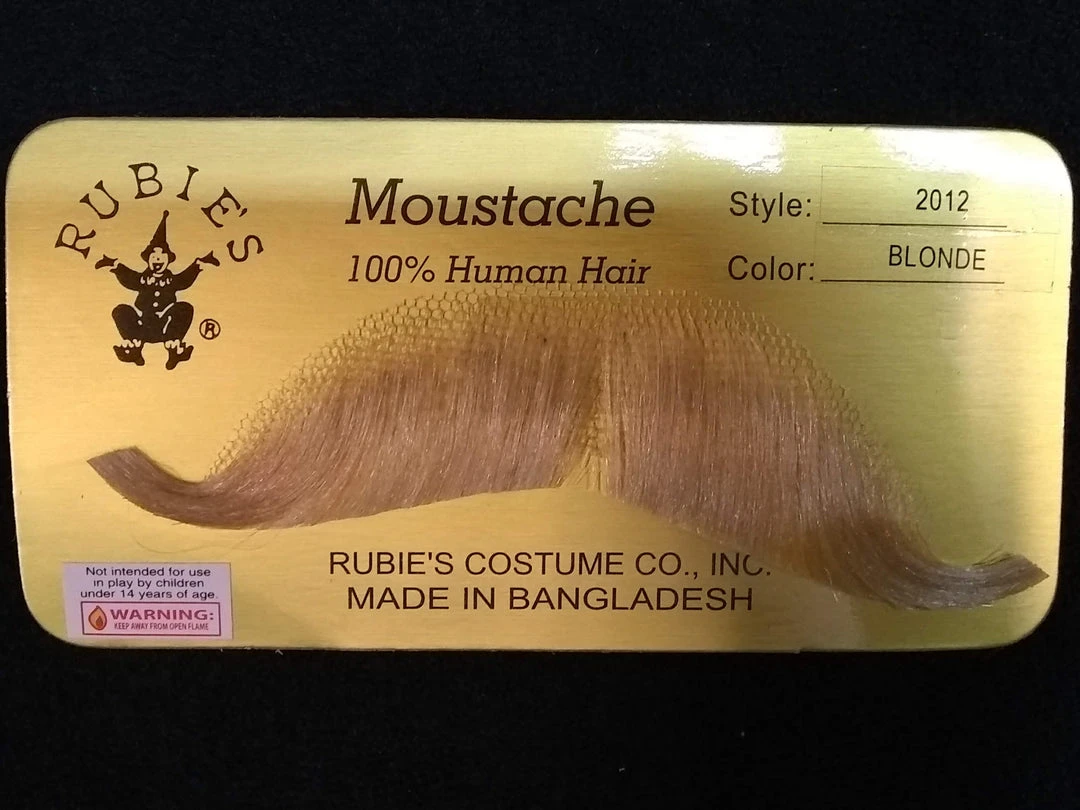 RUBIE'S
®
Moustache
100% Human Hair
Style: 2012
Color: BLONDE
RUBIE'S COSTUME CO., INC.
MADE IN BANGLADESH
Not intended for use
in play by children
under 14 years of age.
WARNING:
KEEP AWAY FROM OPEN FLAME